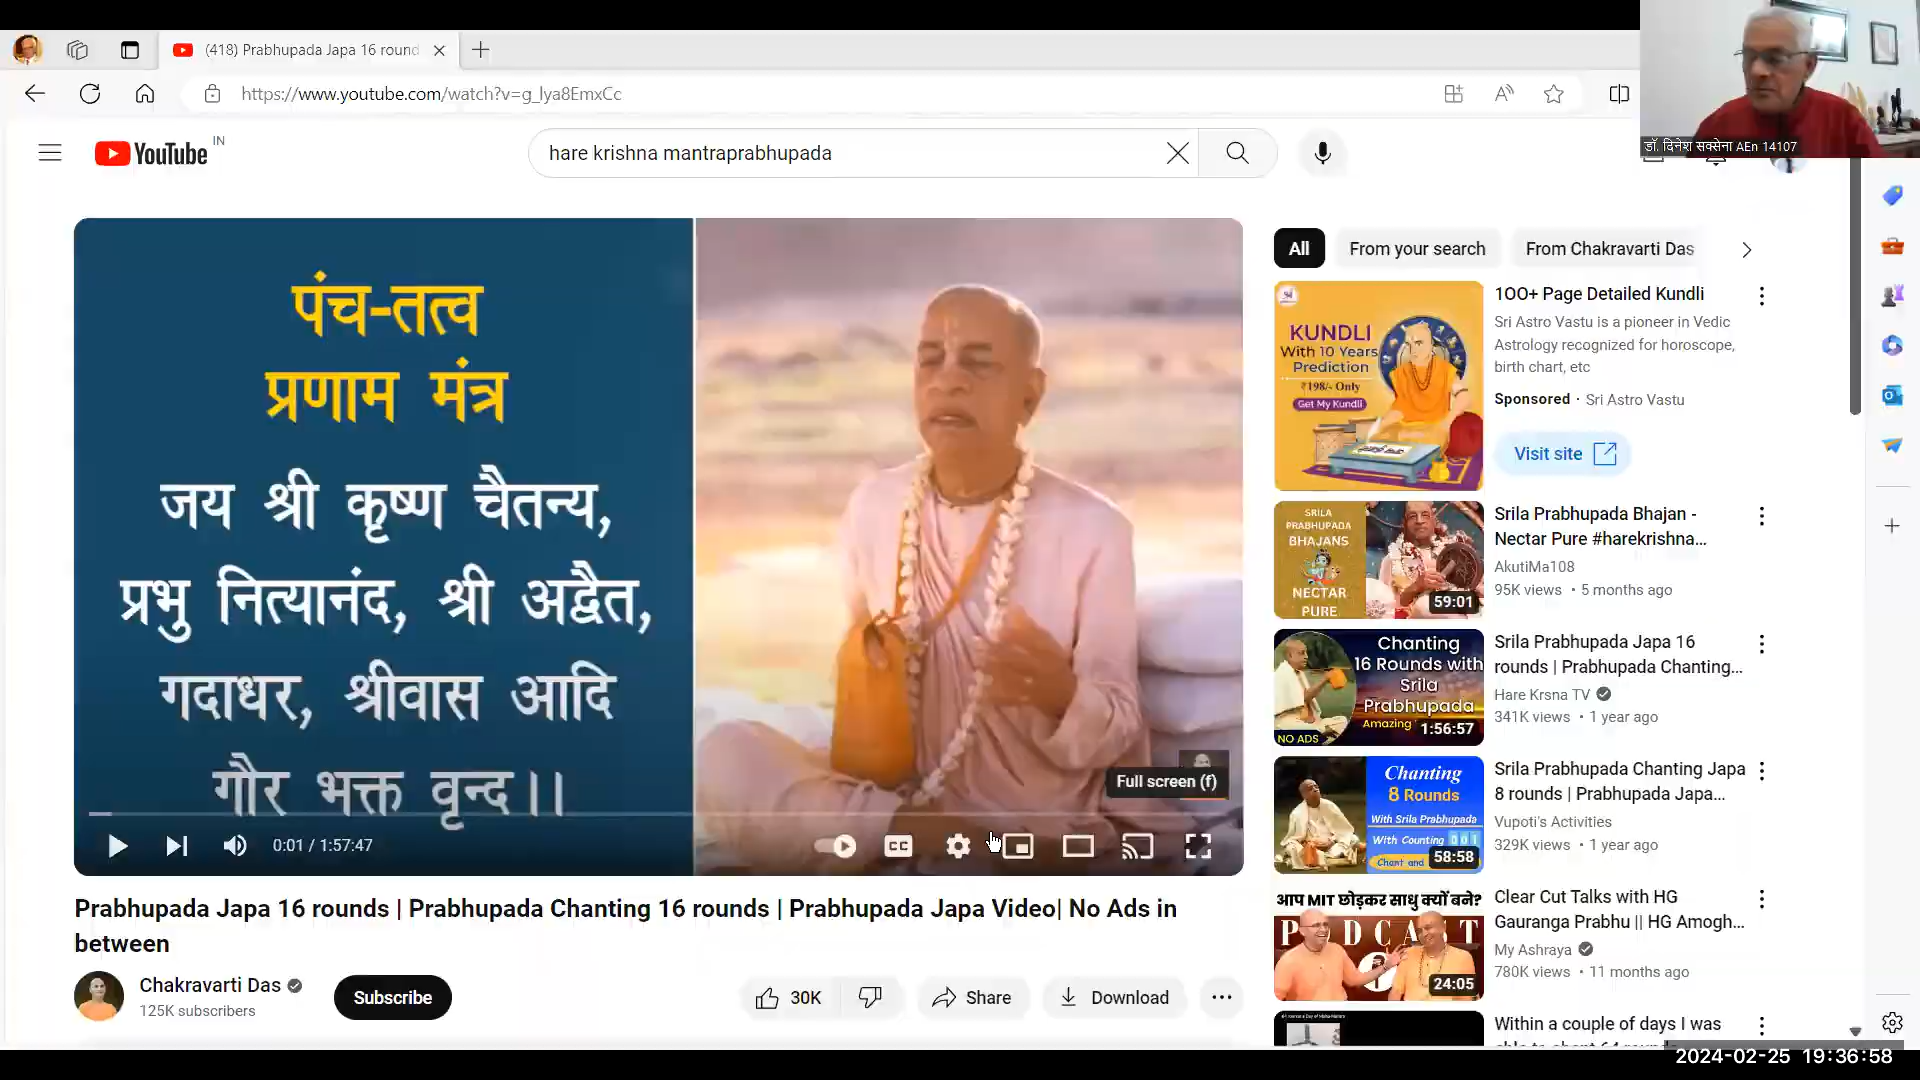 (418) Prabhupada Japa 16 round
https://www.youtube.com/watch?v=g_lya8EmxCc
डॉ. दिनेश सक्सेना AEn 14107
YouTube IN
hare krishna mantraprabhupada
पंच-तत्व
प्रणाम मंत्र
जय श्री कृष्ण चैतन्य,
प्रभु नित्यानंद, श्री अद्वैत,
गदाधर, श्रीवास आदि
गौर भक्त वृन्द।।
Full screen (f)
0:01 / 1:57:47
CC
Prabhupada Japa 16 rounds | Prabhupada Chanting 16 rounds | Prabhupada Japa Video| No Ads in
between
Chakravarti Das
125K subscribers
Subscribe
30K
Share
Download
All
From your search
From Chakravarti Das
KUNDLI
With 10 Years
Prediction
₹198/- Only
Get My Kundli
100+ Page Detailed Kundli
Sri Astro Vastu is a pioneer in Vedic
Astrology recognized for horoscope,
birth chart, etc
Sponsored · Sri Astro Vastu
Visit site
SRILA
PRABHUPADA
BHAJANS
NECTAR
PURE
59:01
Srila Prabhupada Bhajan -
Nectar Pure #harekrishna...
AkutiMa108
95K views • 5 months ago
Chanting
16 Rounds with
Srila
Prabhupada
Amazing
NO ADS
1:56:57
Srila Prabhupada Japa 16
rounds | Prabhupada Chanting...
Hare Krsna TV
341K views • 1 year ago
Chanting
8 Rounds
With Srila Prabhupada
With Counting 001
Chant and
58:58
Srila Prabhupada Chanting Japa
8 rounds | Prabhupada Japa...
Vupoti's Activities
329K views • 1 year ago
आप MIT छोड़कर साधु क्यों बने?
PODCAST
24:05
Clear Cut Talks with HG
Gauranga Prabhu || HG Amogh...
My Ashraya
780K views • 11 months ago
Within a couple of days I was
2024-02-25 19:36:58